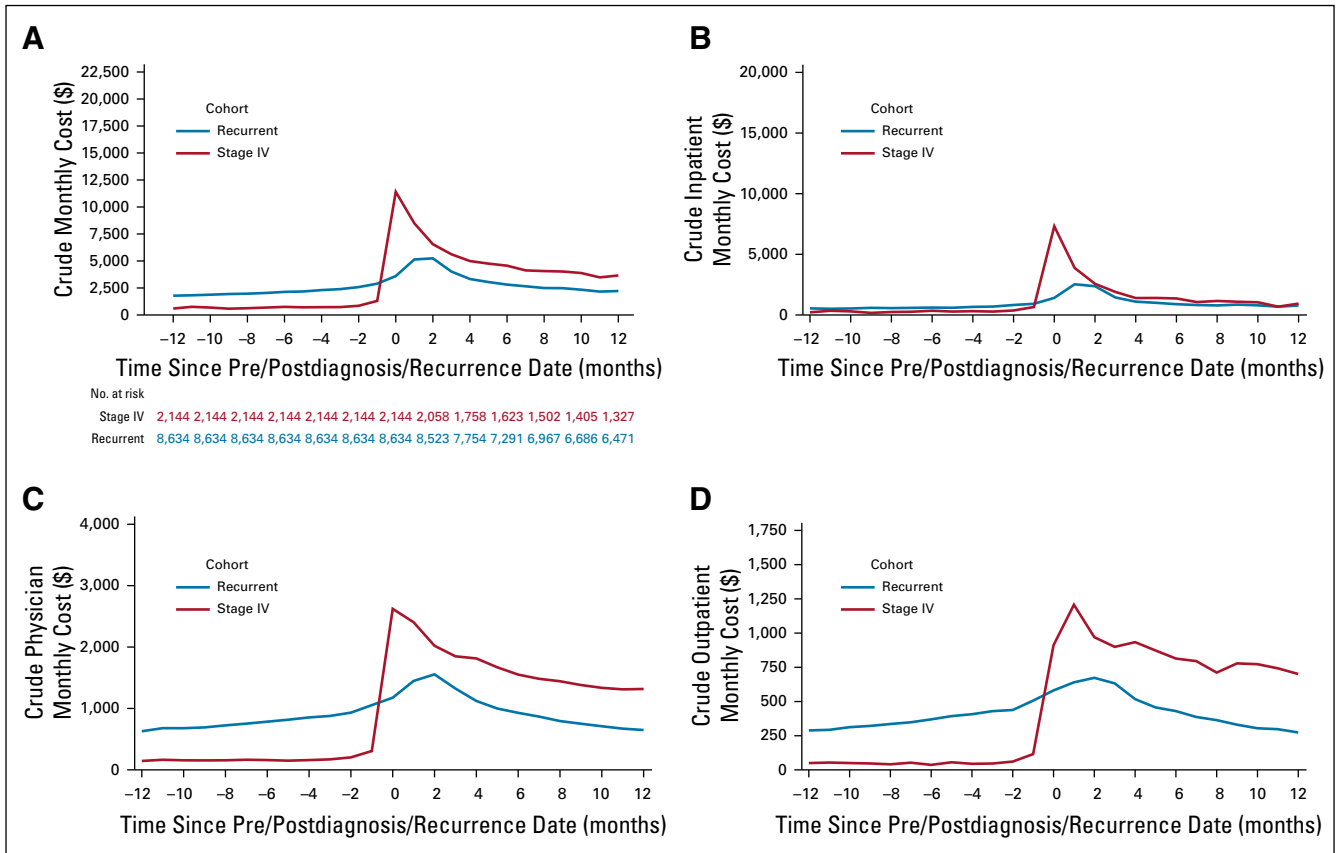 A
Crude Monthly Cost ($)
22,500
20,000
17,500
15,000
12,500
10,000
7,500
5,000
2,500
0
Cohort
Recurrent
Stage IV
–12 –10 –8 –6 –4 –2 0 2 4 6 8 10 12
Time Since Pre/Postdiagnosis/Recurrence Date (months)
No. at risk
Stage IV 2,144 2,144 2,144 2,144 2,144 2,144 2,144 2,058 1,758 1,623 1,502 1,405 1,327
Recurrent 8,634 8,634 8,634 8,634 8,634 8,634 8,634 8,523 7,754 7,291 6,967 6,686 6,471
B
Crude Inpatient
Monthly Cost ($)
20,000
15,000
10,000
5,000
0
Cohort
Recurrent
Stage IV
–12 –10 –8 –6 –4 –2 0 2 4 6 8 10 12
Time Since Pre/Postdiagnosis/Recurrence Date (months)
C
Crude Physician
Monthly Cost ($)
4,000
3,000
2,000
1,000
0
Cohort
Recurrent
Stage IV
–12 –10 –8 –6 –4 –2 0 2 4 6 8 10 12
Time Since Pre/Postdiagnosis/Recurrence Date (months)
D
Crude Outpatient
Monthly Cost ($)
1,750
1,500
1,250
1,000
750
500
250
0
Cohort
Recurrent
Stage IV
–12 –10 –8 –6 –4 –2 0 2 4 6 8 10 12
Time Since Pre/Postdiagnosis/Recurrence Date (months)